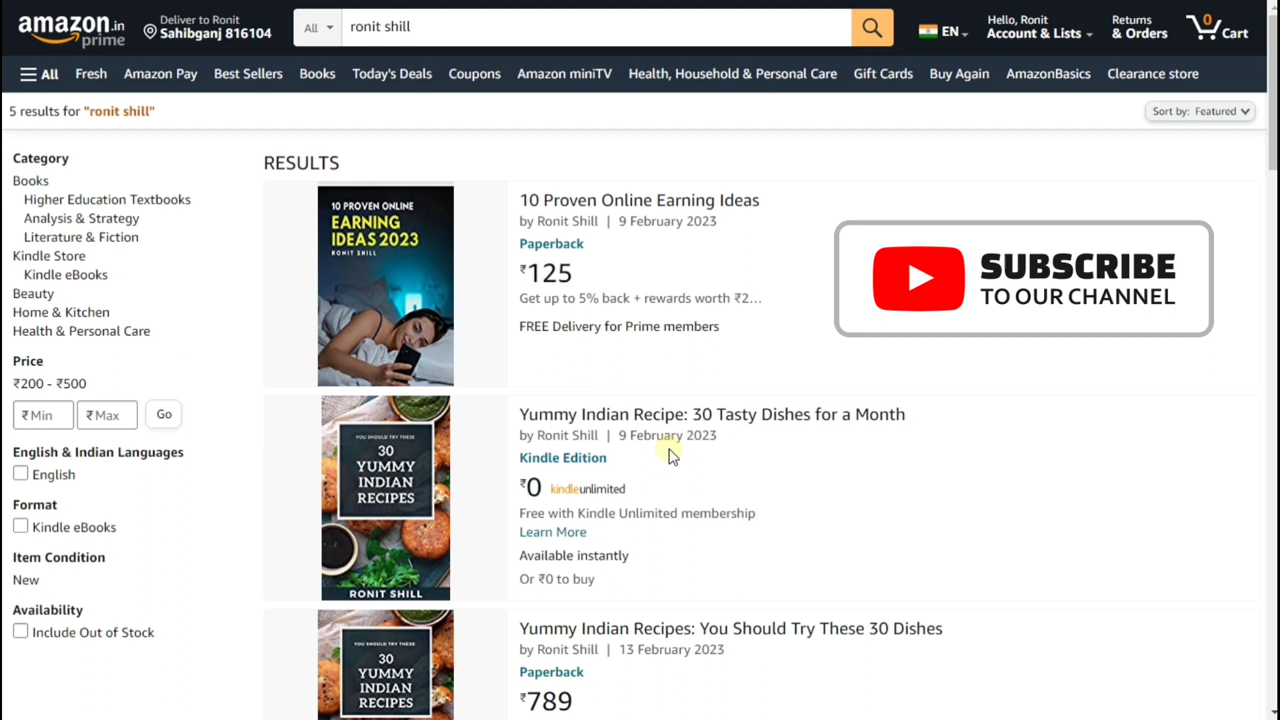 amazon.in
prime
Deliver to Ronit
Sahibganj 816104
All
ronit shill
EN
Hello, Ronit
Account & Lists
Returns
& Orders
0
Cart
All
Fresh
Amazon Pay
Best Sellers
Books
Today's Deals
Coupons
Amazon miniTV
Health, Household & Personal Care
Gift Cards
Buy Again
AmazonBasics
Clearance store
5 results for "ronit shill"
Sort by: Featured
Category
Books
Higher Education Textbooks
Analysis & Strategy
Literature & Fiction
Kindle Store
Kindle eBooks
Beauty
Home & Kitchen
Health & Personal Care
Price
₹200 - ₹500
₹ Min
₹ Max
Go
English & Indian Languages
English
Format
Kindle eBooks
Item Condition
New
Availability
Include Out of Stock
RESULTS
10 PROVEN ONLINE
EARNING
IDEAS 2023
RONIT SHILL
10 Proven Online Earning Ideas
by Ronit Shill | 9 February 2023
Paperback
₹125
Get up to 5% back + rewards worth ₹2…
FREE Delivery for Prime members
SUBSCRIBE
TO OUR CHANNEL
YOU SHOULD TRY THESE
30
YUMMY
INDIAN
RECIPES
RONIT SHILL
Yummy Indian Recipe: 30 Tasty Dishes for a Month
by Ronit Shill | 9 February 2023
Kindle Edition
₹0 kindleunlimited
Free with Kindle Unlimited membership
Learn More
Available instantly
Or ₹0 to buy
YOU SHOULD TRY THESE
30
YUMMY
INDIAN
RECIPES
Yummy Indian Recipes: You Should Try These 30 Dishes
by Ronit Shill | 13 February 2023
Paperback
₹789